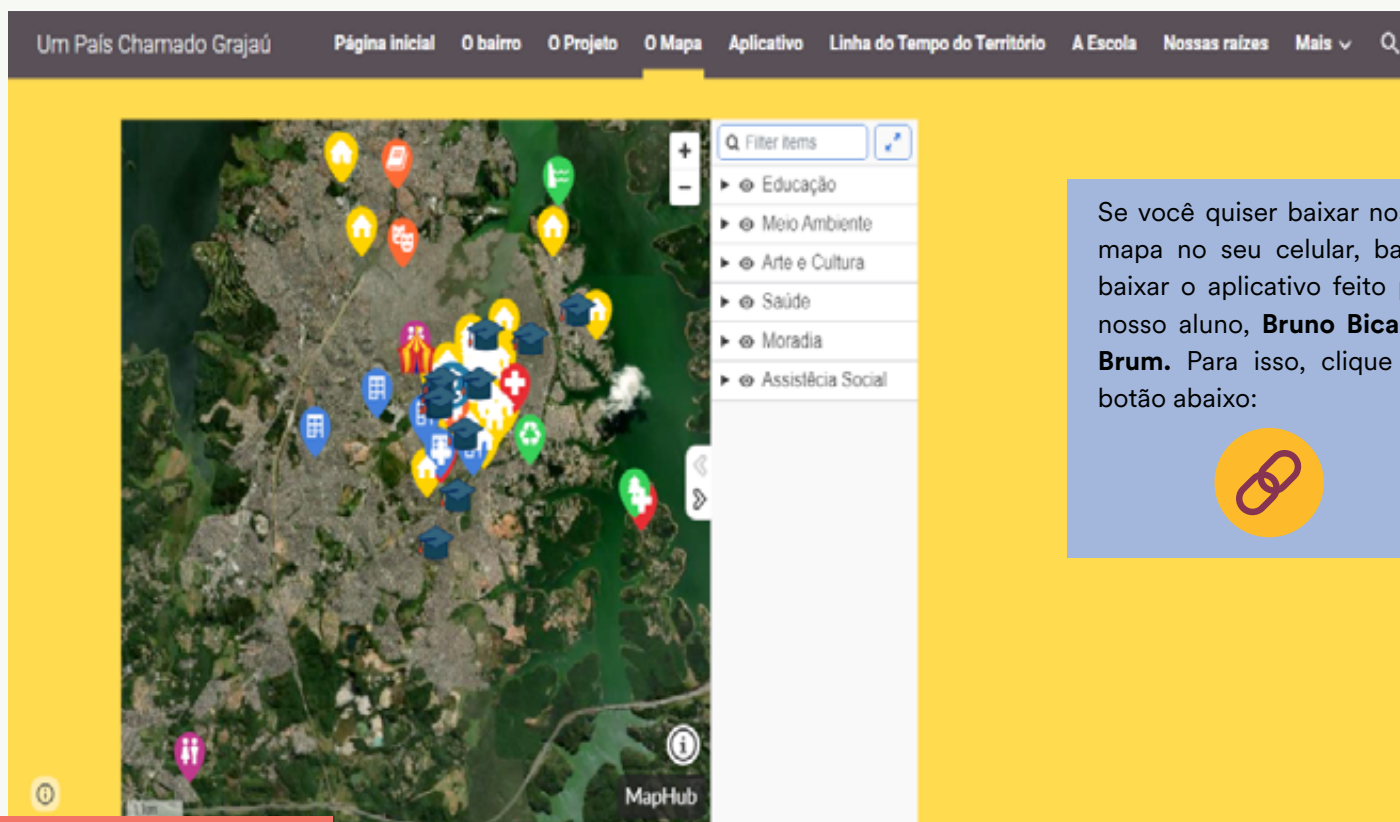 Um País Chamado Grajaú
Página inicial O bairro O Projeto O Mapa Aplicativo Linha do Tempo do Território A Escola Nossas raízes Mais
Filter items
Educação
Meio Ambiente
Arte e Cultura
Saúde
Moradia
Assistêcia Social
MapHub
1 km
Se você quiser baixar no
mapa no seu celular, ba
baixar o aplicativo feito
nosso aluno, Bruno Bica
Brum. Para isso, clique
botão abaixo: